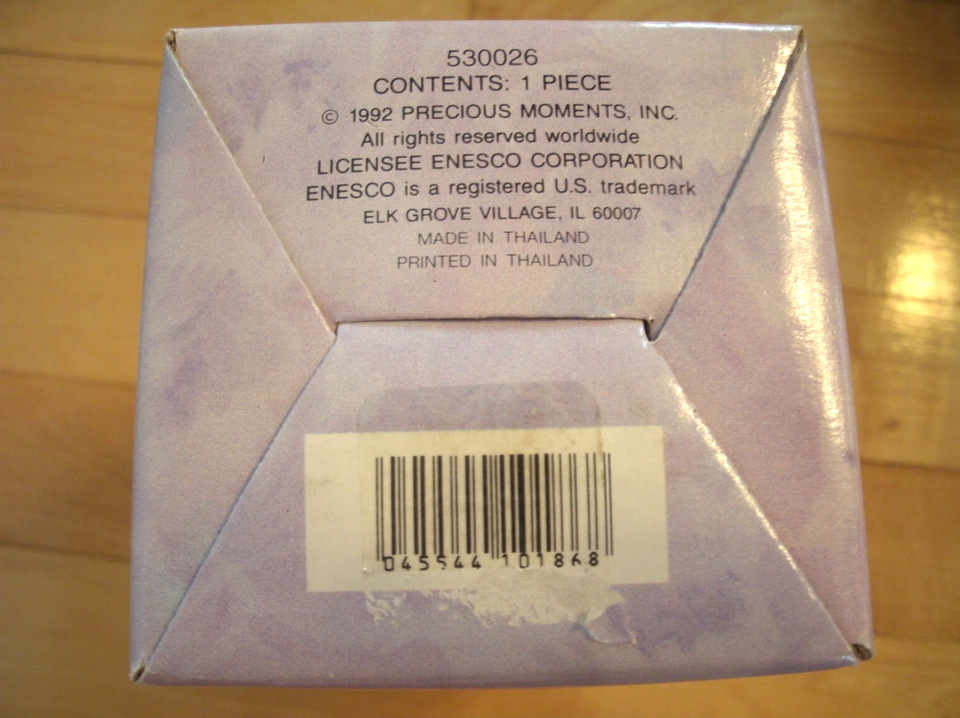 530026
CONTENTS: 1 PIECE
© 1992 PRECIOUS MOMENTS, INC.
All rights reserved worldwide
LICENSEE ENESCO CORPORATION
ENESCO is a registered U.S. trademark
ELK GROVE VILLAGE, IL 60007
MADE IN THAILAND
PRINTED IN THAILAND
045544 101868